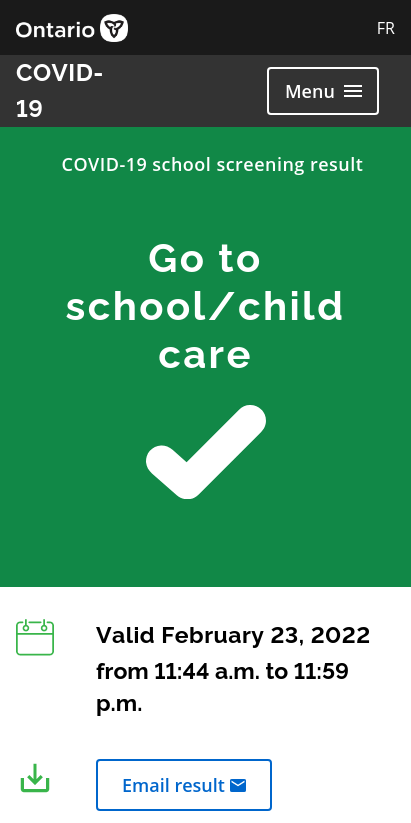 Ontario
FR
COVID-
19
Menu
COVID-19 school screening result
Go to
school/child
care
Valid February 23, 2022
from 11:44 a.m. to 11:59
p.m.
Email result